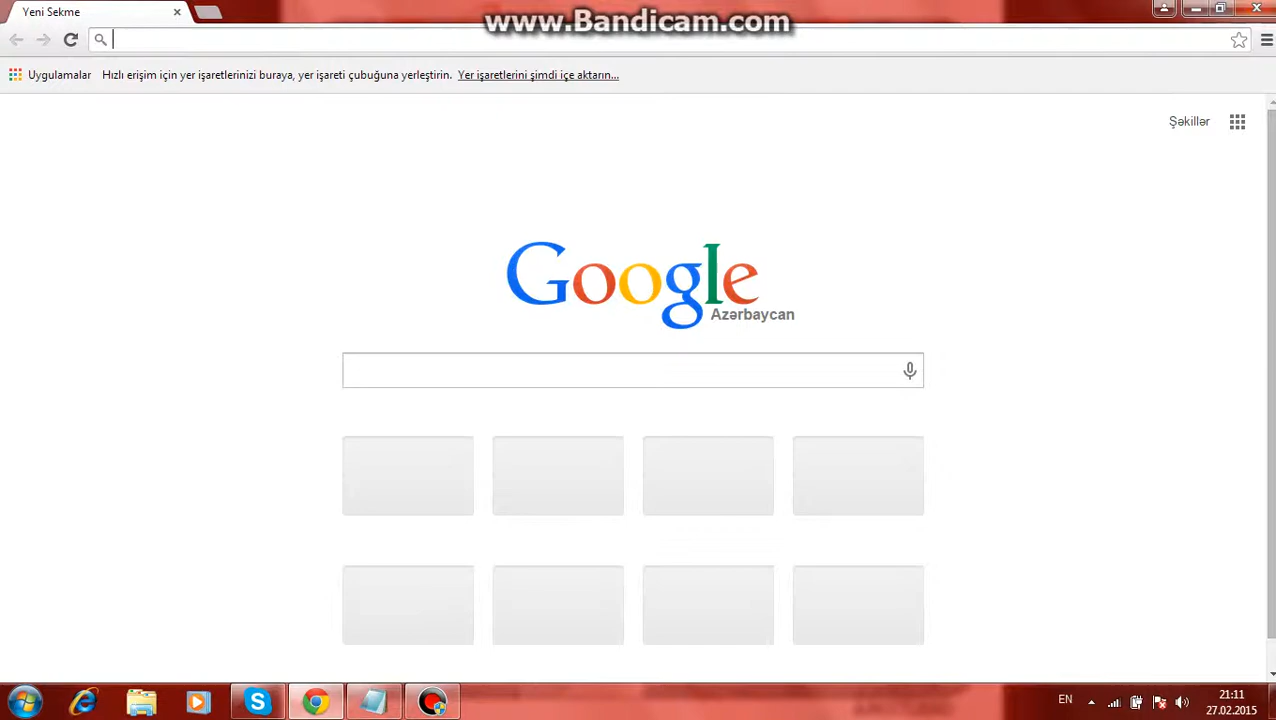 Yeni Sekme
www.Bandicam.com
Uygulamalar Hızlı erişim için yer işaretlerinizi buraya, yer işareti çubuğuna yerleştirin. Yer işaretlerini şimdi içe aktarın...
Şəkillər
Google
Azərbaycan
EN
21:11
27.02.2015